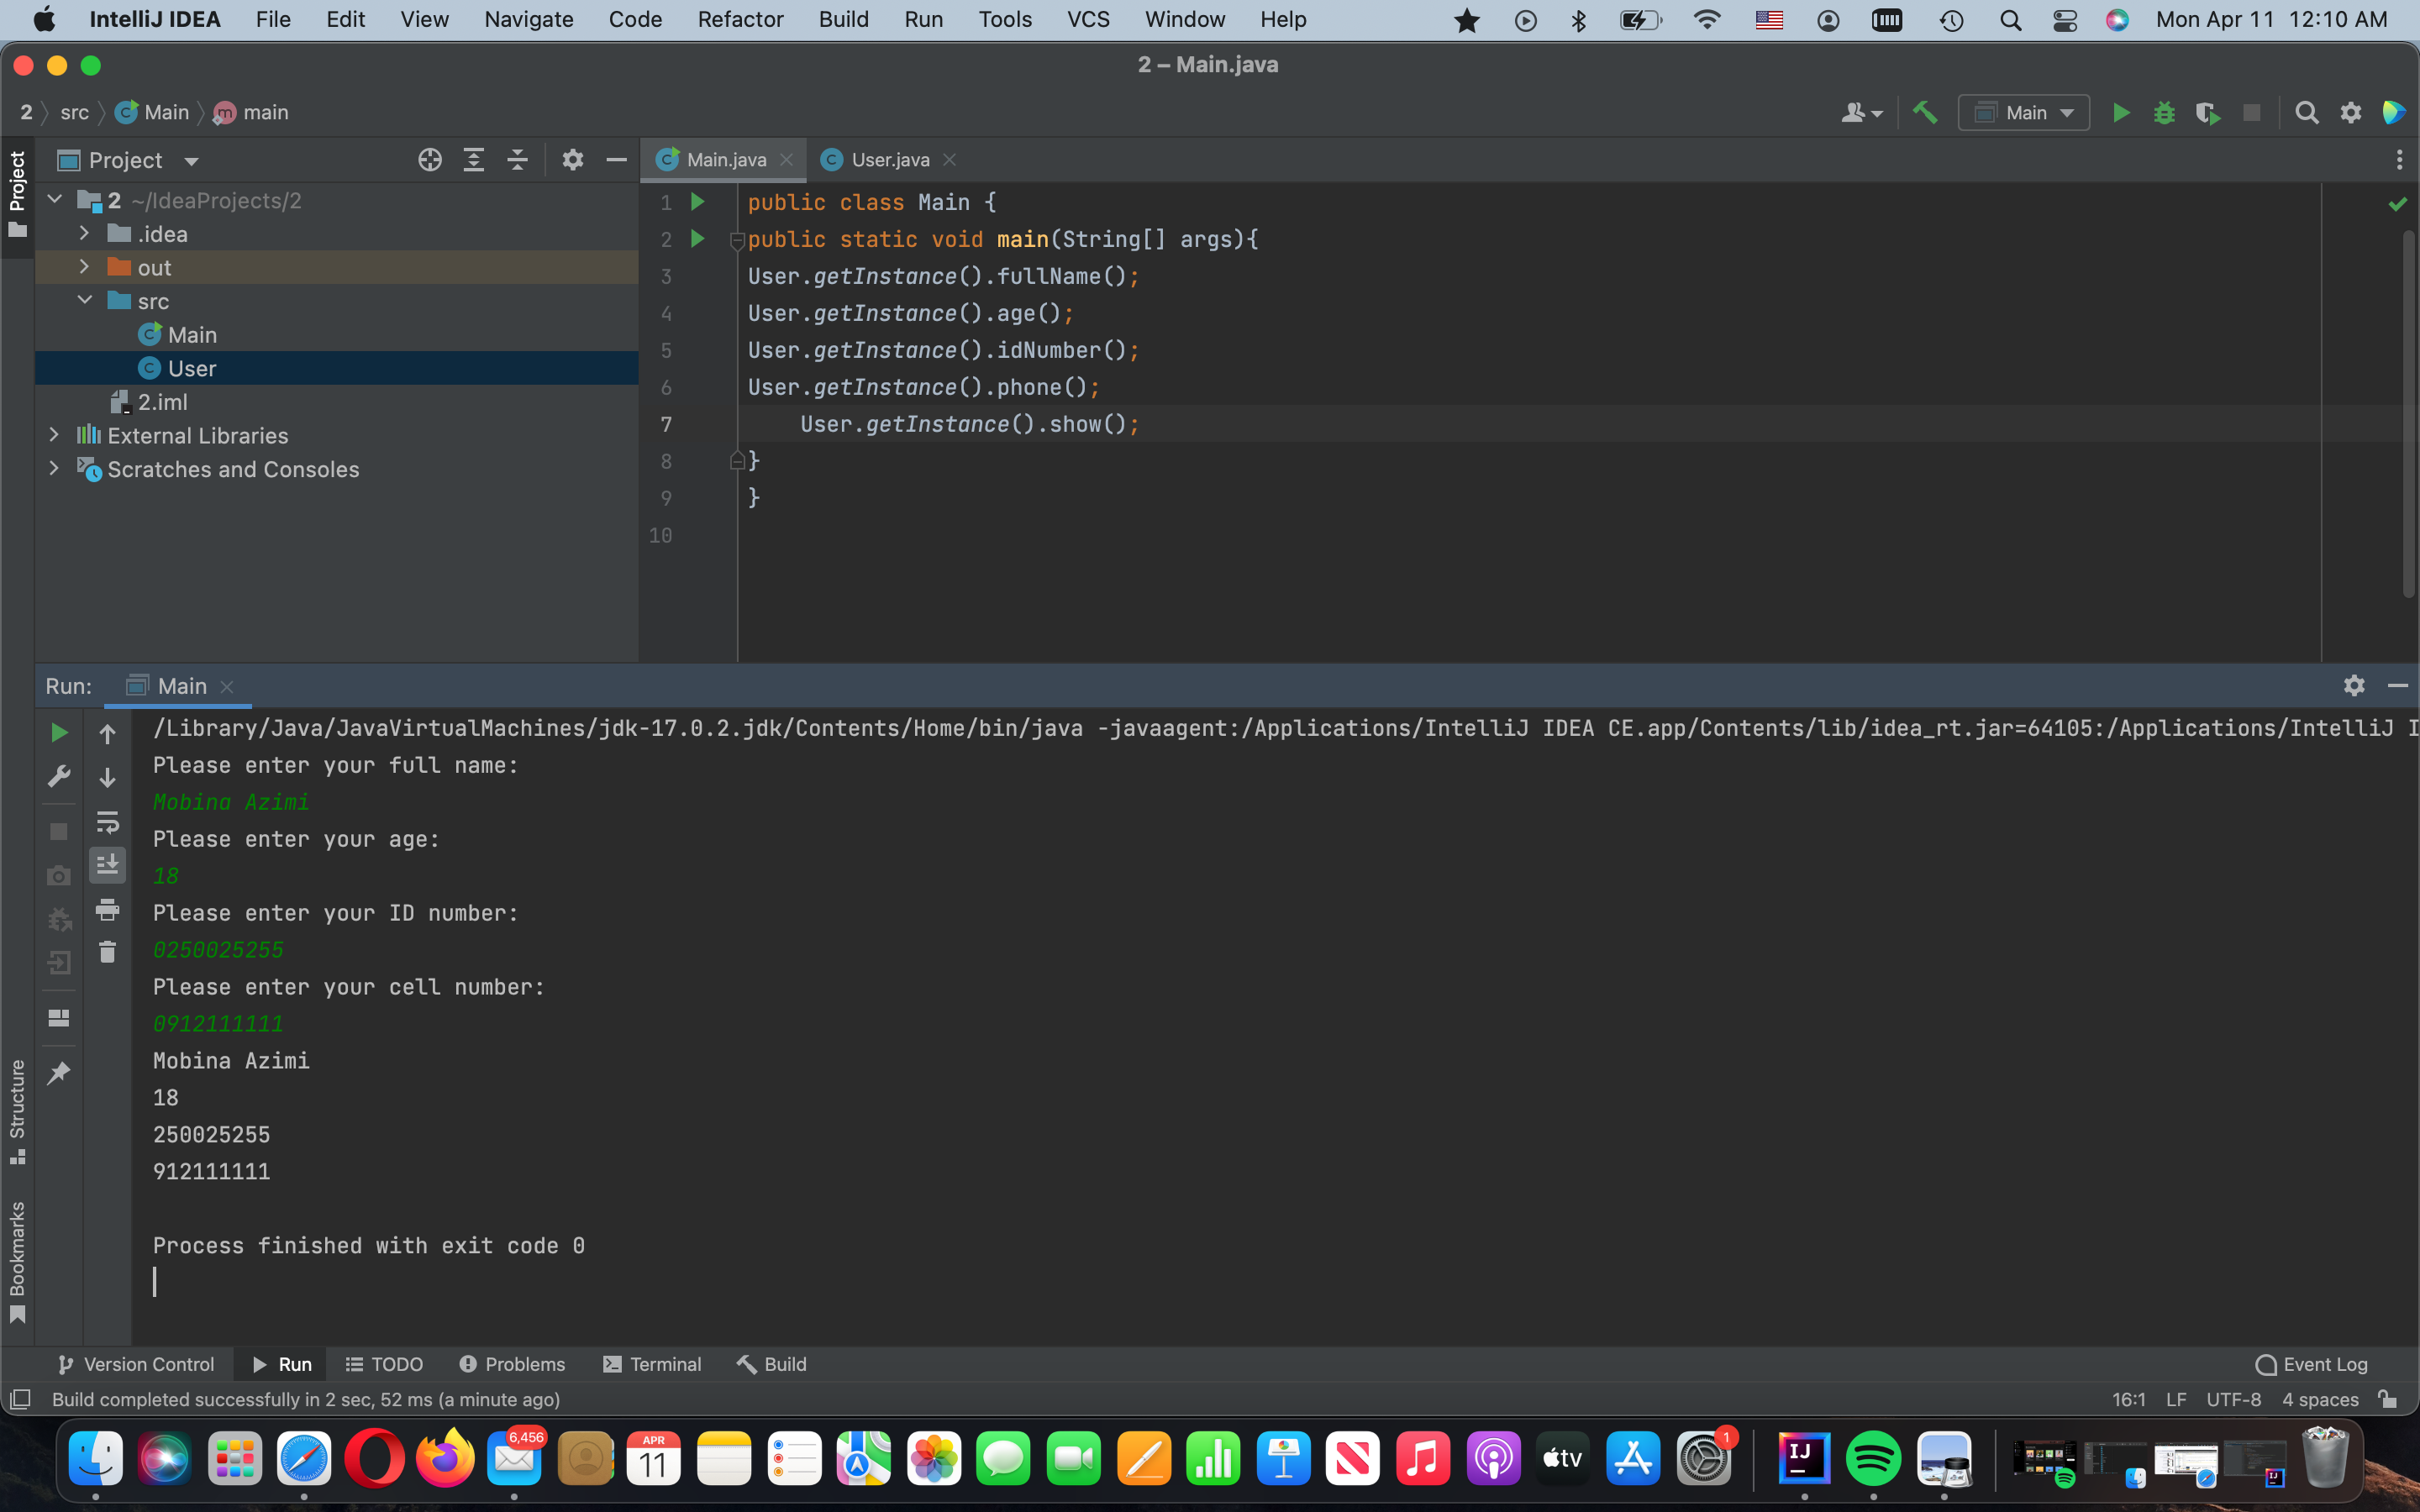 IntelliJ IDEA File Edit View Navigate Code Refactor Build Run Tools VCS Window Help Mon Apr 11 12:10 AM
2 – Main.java
2 src Main m main Main
Project
Project Main.java User.java
2 ~/IdeaProjects/2
.idea
out
src
Main
User
2.iml
External Libraries
Scratches and Consoles
1 public class Main {
2 public static void main(String[] args){
3 User.getInstance().fullName();
4 User.getInstance().age();
5 User.getInstance().idNumber();
6 User.getInstance().phone();
7 User.getInstance().show();
8 }
9 }
10
Run: Main
/Library/Java/JavaVirtualMachines/jdk-17.0.2.jdk/Contents/Home/bin/java -javaagent:/Applications/IntelliJ IDEA CE.app/Contents/lib/idea_rt.jar=64105:/Applications/IntelliJ I
Please enter your full name:
Mobina Azimi
Please enter your age:
18
Please enter your ID number:
0250025255
Please enter your cell number:
0912111111
Mobina Azimi
18
250025255
912111111
Process finished with exit code 0
Structure
Bookmarks
Version Control Run TODO Problems Terminal Build Event Log
Build completed successfully in 2 sec, 52 ms (a minute ago) 16:1 LF UTF-8 4 spaces
6,456 APR 11 tv 1 IJ